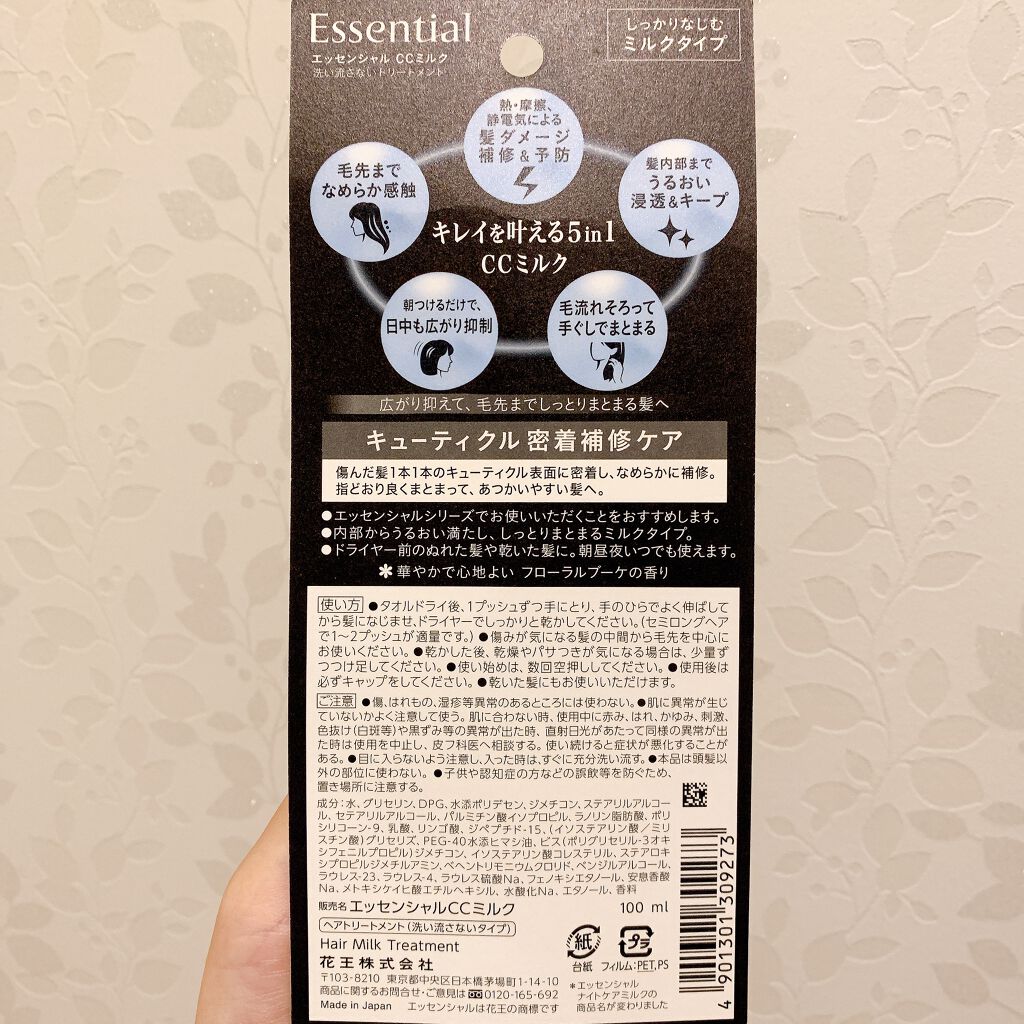 Essential
エッセンシャル CCミルク
洗い流さないトリートメント
しっかりなじむ
ミルクタイプ
熱・摩擦、
静電気による
髪ダメージ
補修&予防
毛先まで
なめらか感触
髪内部まで
うるおい
浸透&キープ
キレイを叶える5in1
CCミルク
朝つけるだけで、
日中も広がり抑制
毛流れそろって
手ぐしでまとまる
広がり抑えて、毛先までしっとりまとまる髪へ
キューティクル 密着補修ケア
傷んだ髪1本1本のキューティクル表面に密着し、なめらかに補修。
指どおり良くまとまって、あつかいやすい髪へ。
●エッセンシャルシリーズでお使いいただくことをおすすめします。
●内部からうるおい満たし、しっとりまとまるミルクタイプ。
●ドライヤー前のぬれた髪や乾いた髪に。朝昼夜いつでも使えます。
✽ 華やかで心地よい フローラルブーケの香り
使い方 ●タオルドライ後、1プッシュずつ手にとり、手のひらでよく伸ばして
から髪になじませ、ドライヤーでしっかりと乾かしてください。(セミロングヘア
で1〜2プッシュが適量です。) ●傷みが気になる髪の中間から毛先を中心に
お使いください。 ●乾かした後、乾燥やパサつきが気になる場合は、少量ず
つつけ足してください。 ●使い始めは、数回空押ししてください。 ●使用後は
必ずキャップをしてください。 ●乾いた髪にもお使いいただけます。
ご注意 ●傷、はれもの、湿疹等異常のあるところには使わない。●肌に異常が生じ
ていないかよく注意して使う。肌に合わない時、使用中に赤み、はれ、かゆみ、刺激、
色抜け(白斑等)や黒ずみ等の異常が出た時、直射日光があたって同様の異常が出
た時は使用を中止し、皮フ科医へ相談する。使い続けると症状が悪化することが
ある。●目に入らないよう注意し、入った時は、すぐに充分洗い流す。●本品は頭髪以
外の部位に使わない。 ●子供や認知症の方などの誤飲等を防ぐため、
置き場所に注意する。
成分:水、グリセリン、DPG、水添ポリデセン、ジメチコン、ステアリルアルコー
ル、セテアリルアルコール、パルミチン酸イソプロピル、ラノリン脂肪酸、ポリ
シリコーン-9、乳酸、リンゴ酸、ジペプチド-15、(イソステアリン酸/ミリ
スチン酸)グリセリズ、PEG-40水添ヒマシ油、ビス(ポリグリセリル-3オキ
シフェニルプロピル)ジメチコン、イソステアリン酸コレステリル、ステアロキ
シプロピルジメチルアミン、ベヘントリモニウムクロリド、ベンジルアルコール、
ラウレス-23、ラウレス-4、ラウレス硫酸Na、フェノキシエタノール、安息香酸
Na、メトキシケイヒ酸エチルヘキシル、水酸化Na、エタノール、香料
販売名 エッセンシャルCCミルク 100 ml
ヘアトリートメント(洗い流さないタイプ)
Hair Milk Treatment
花王株式会社
〒103-8210 東京都中央区日本橋茅場町1-14-10
商品に関するお問合せ・ご意見は 0120-165-692
Made in Japan エッセンシャルは花王の商標です
紙
台紙
プラ
フィルム:PET,PS
*エッセンシャル
ナイトケアミルクの
商品名が変わりました
4 901301 309273